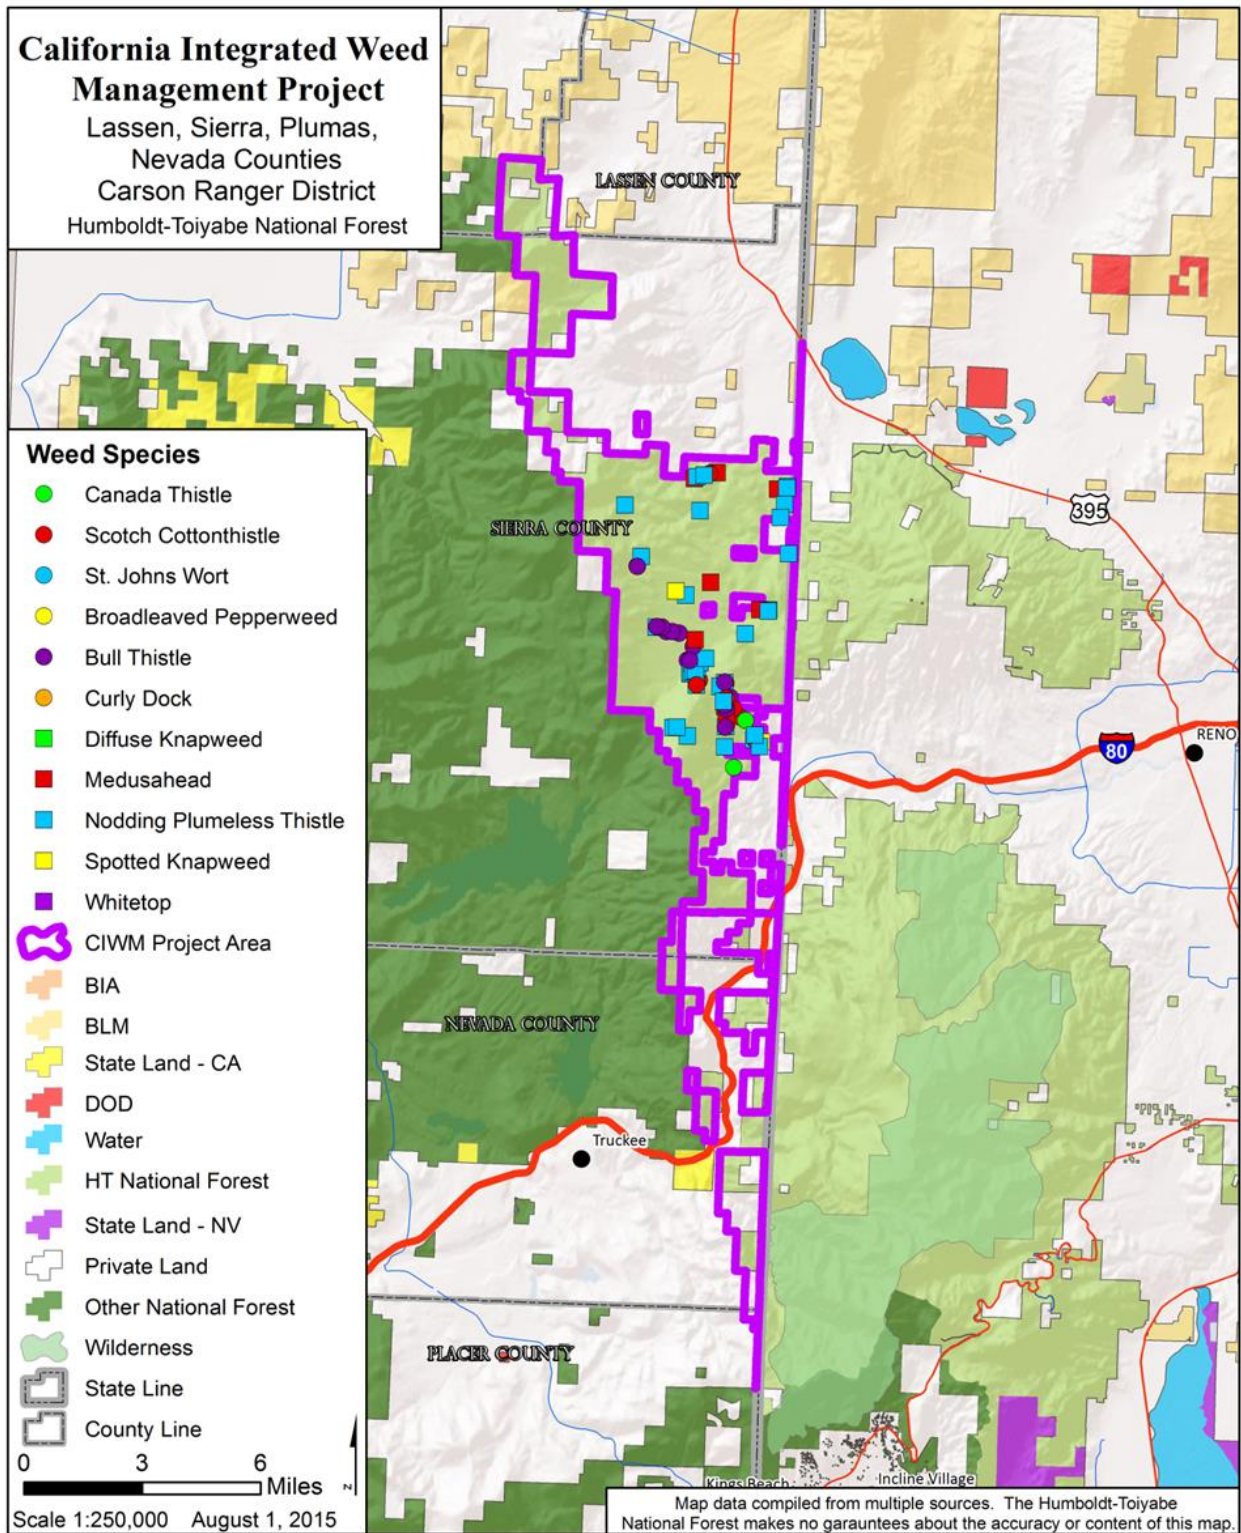 California Integrated Weed
Management Project
Lassen, Sierra, Plumas,
Nevada Counties
Carson Ranger District
Humboldt-Toiyabe National Forest
LASSEN COUNTY
Weed Species
Canada Thistle
Scotch Cottonthistle
St. Johns Wort
Broadleaved Pepperweed
Bull Thistle
Curly Dock
Diffuse Knapweed
Medusahead
Nodding Plumeless Thistle
Spotted Knapweed
Whitetop
CIWM Project Area
BIA
BLM
State Land - CA
DOD
Water
HT National Forest
State Land - NV
Private Land
Other National Forest
Wilderness
State Line
County Line
0 3 6
Miles
N
Scale 1:250,000 August 1, 2015
SIERRA COUNTY
395
80
RENO
NEVADA COUNTY
Truckee
PLACER COUNTY
Kings Beach
Incline Village
Map data compiled from multiple sources. The Humboldt-Toiyabe
National Forest makes no garauntees about the accuracy or content of this map.